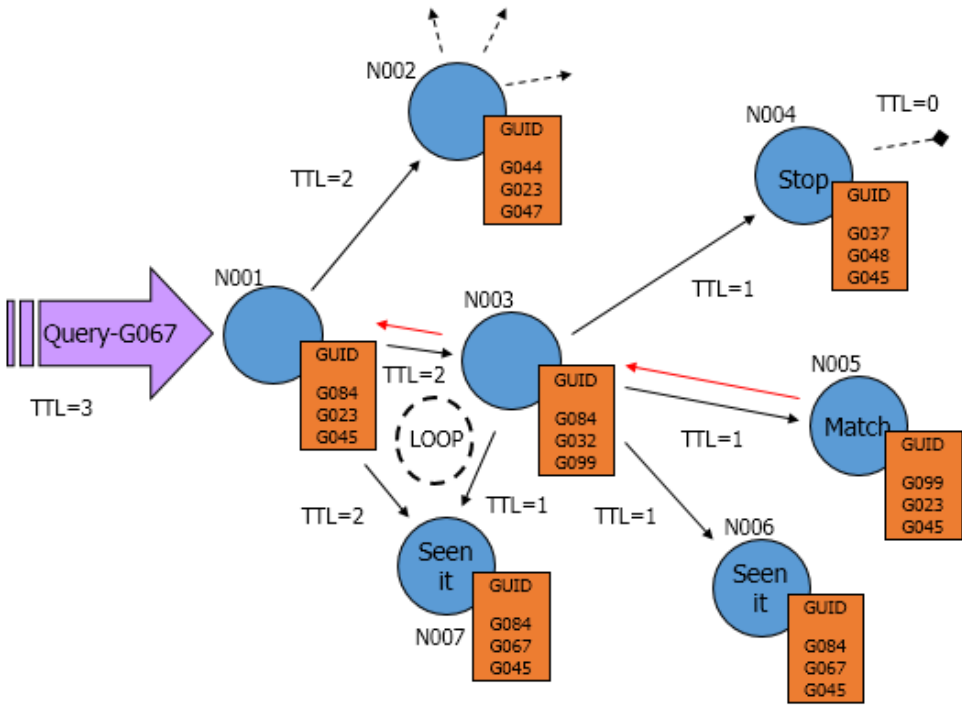 N002
GUID
G044
G023
G047
TTL=2
TTL=0
N004
Stop
GUID
G037
G048
G045
TTL=1
N001
Query-G067
TTL=3
GUID
G084
G023
G045
TTL=2
N003
GUID
G084
G032
G099
LOOP
N005
Match
TTL=1
GUID
G099
G023
G045
TTL=2
TTL=1
TTL=1
Seen
it
N007
GUID
G084
G067
G045
N006
Seen
it
GUID
G084
G067
G045